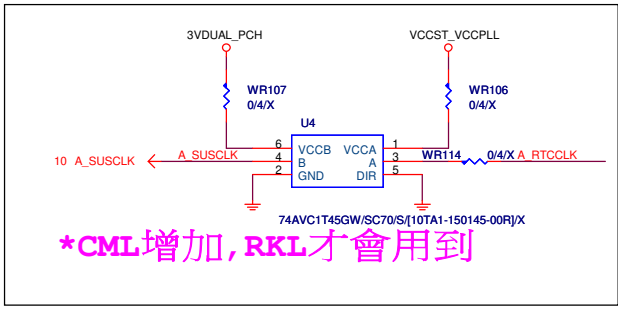 3VDUAL_PCH
VCCST_VCCPLL
WR107
0/4/X
WR106
0/4/X
U4
6 VCCB VCCA 1
10 A_SUSCLK A_SUSCLK 4 B A 3 WR114 0/4/X A_RTCCLK
2 GND DIR 5
74AVC1T45GW/SC70/S/[10TA1-150145-00R]/X
*CML增加,RKL才會用到